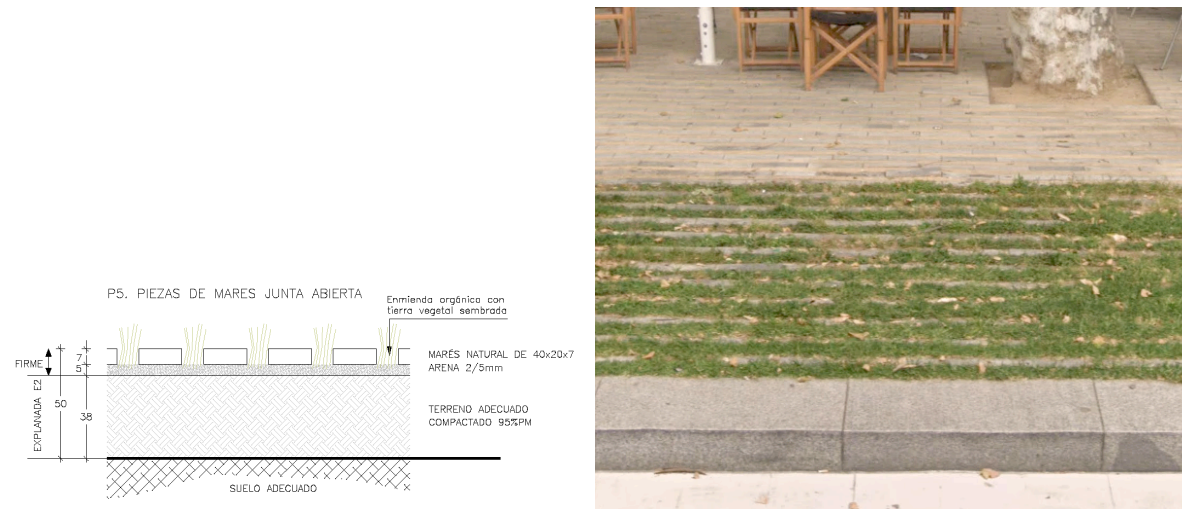 P5. PIEZAS DE MARES JUNTA ABIERTA
Enmienda orgánica con
tierra vegetal sembrada
FIRME
7
5
MARÉS NATURAL DE 40x20x7
ARENA 2/5mm
EXPLANADA E2
50
38
TERRENO ADECUADO
COMPACTADO 95%PM
SUELO ADECUADO